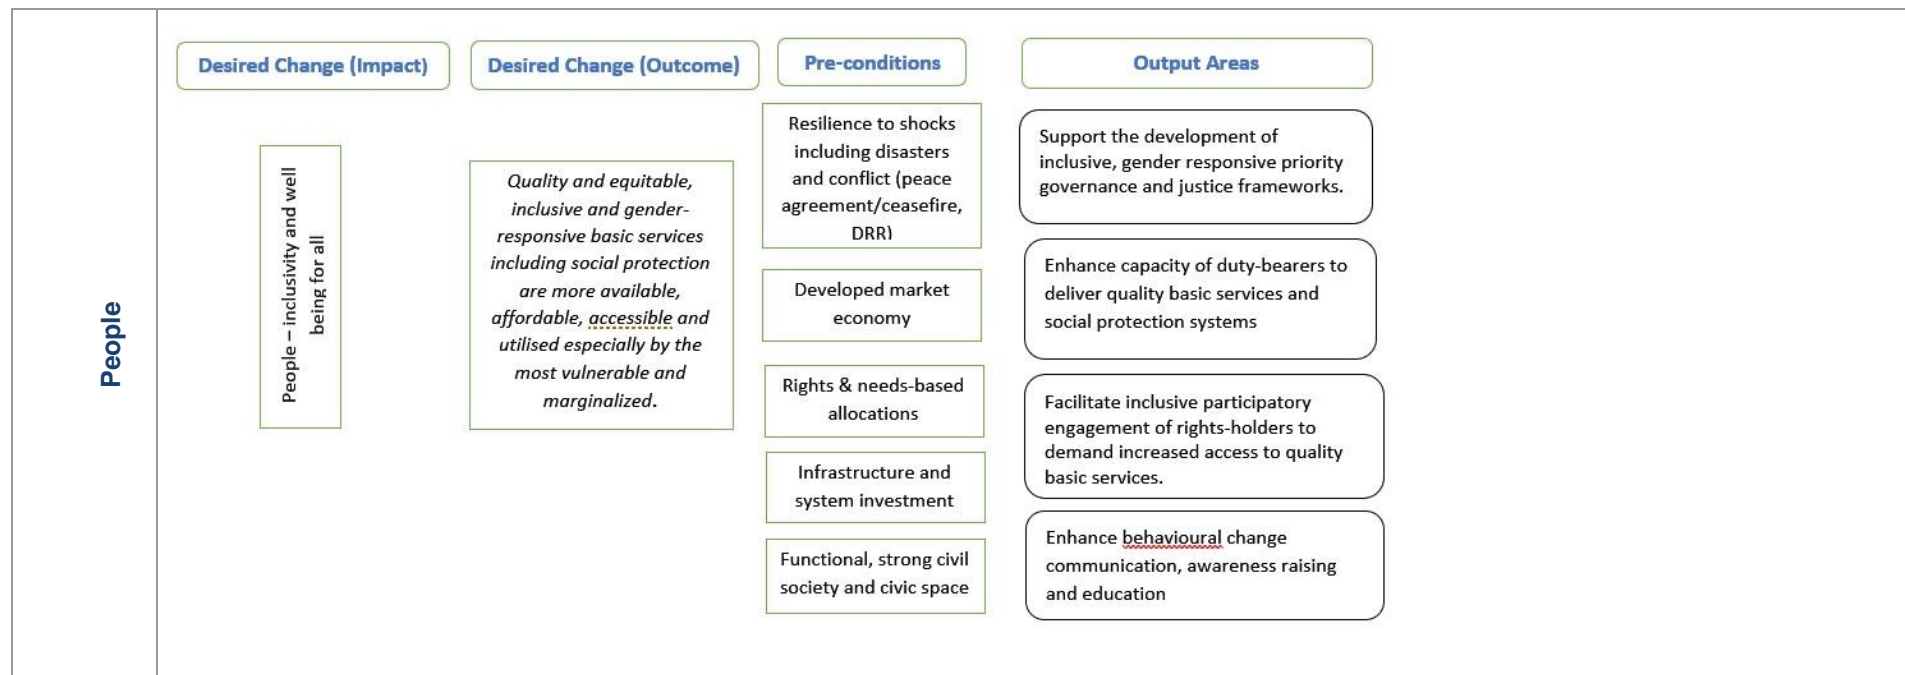 People
Desired Change (Impact)
Desired Change (Outcome)
Pre-conditions
Output Areas
People – inclusivity and well
being for all
Quality and equitable,
inclusive and gender-
responsive basic services
including social protection
are more available,
affordable, accessible and
utilised especially by the
most vulnerable and
marginalized.
Resilience to shocks
including disasters
and conflict (peace
agreement/ceasefire,
DRR)
Developed market
economy
Rights & needs-based
allocations
Infrastructure and
system investment
Functional, strong civil
society and civic space
Support the development of
inclusive, gender responsive priority
governance and justice frameworks.
Enhance capacity of duty-bearers to
deliver quality basic services and
social protection systems
Facilitate inclusive participatory
engagement of rights-holders to
demand increased access to quality
basic services.
Enhance behavioural change
communication, awareness raising
and education